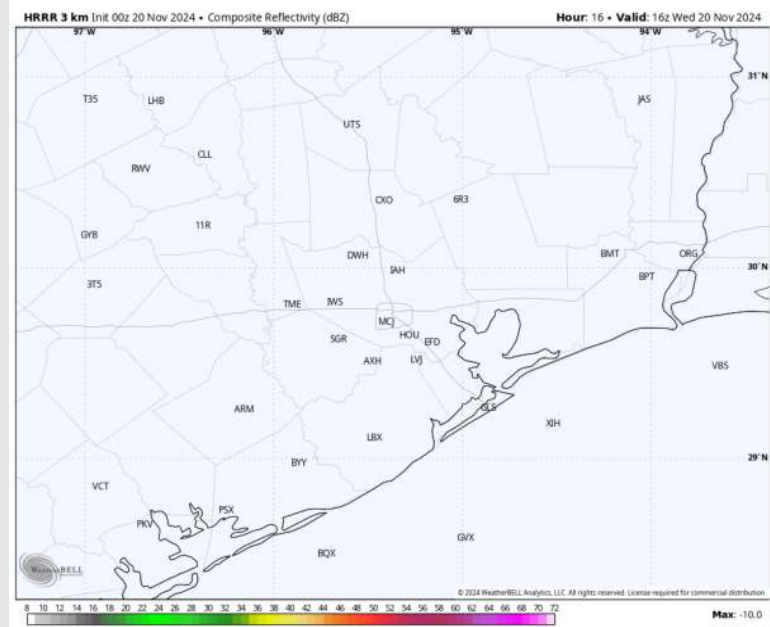 HRRR 3 km Init 00z 20 Nov 2024 • Composite Reflectivity (dBZ) Hour: 16 • Valid: 16z Wed 20 Nov 2024
97°W 96°W 95°W 94°W
31°N
T35 LHB JAS
UTS
CLL
RWV
CXO 6R3
11R
GYB
DWH BMT ORG
IAH 30°N
BPT
3T5
TME IWS
MCJ
SGR HOU EFD
AXH LVJ VBS
ARM GLS
XIH
LBX
BYY 29°N
VCT
PSX
PKV
GVX
BQX
WeatherBELL
© 2024 WeatherBELL Analytics, LLC. All rights reserved. License required for commercial distribution.
8 10 12 14 16 18 20 22 24 26 28 30 32 34 36 38 40 42 44 46 48 50 52 54 56 58 60 62 64 66 68 70 72
Max: -10.0